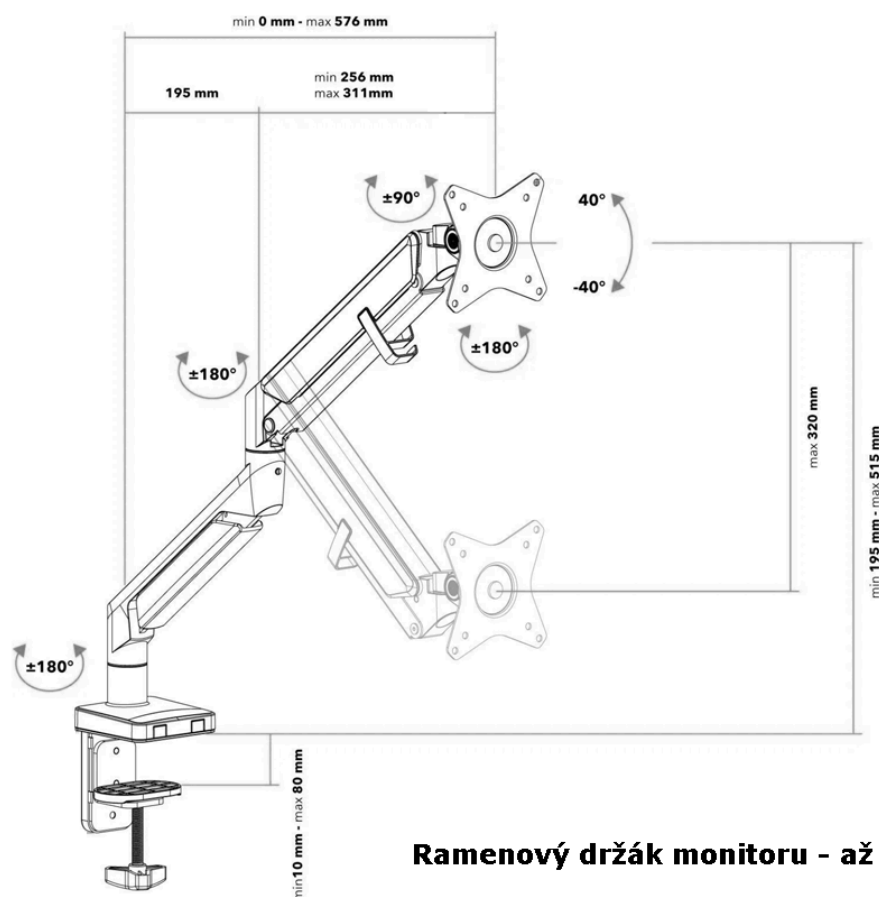 min 0 mm - max 576 mm
195 mm
min 256 mm
max 311mm
±90°
40°
-40°
±180°
±180°
max 320 mm
min 195 mm - max 515 mm
±180°
min10 mm - max 80 mm
Ramenový držák monitoru - až